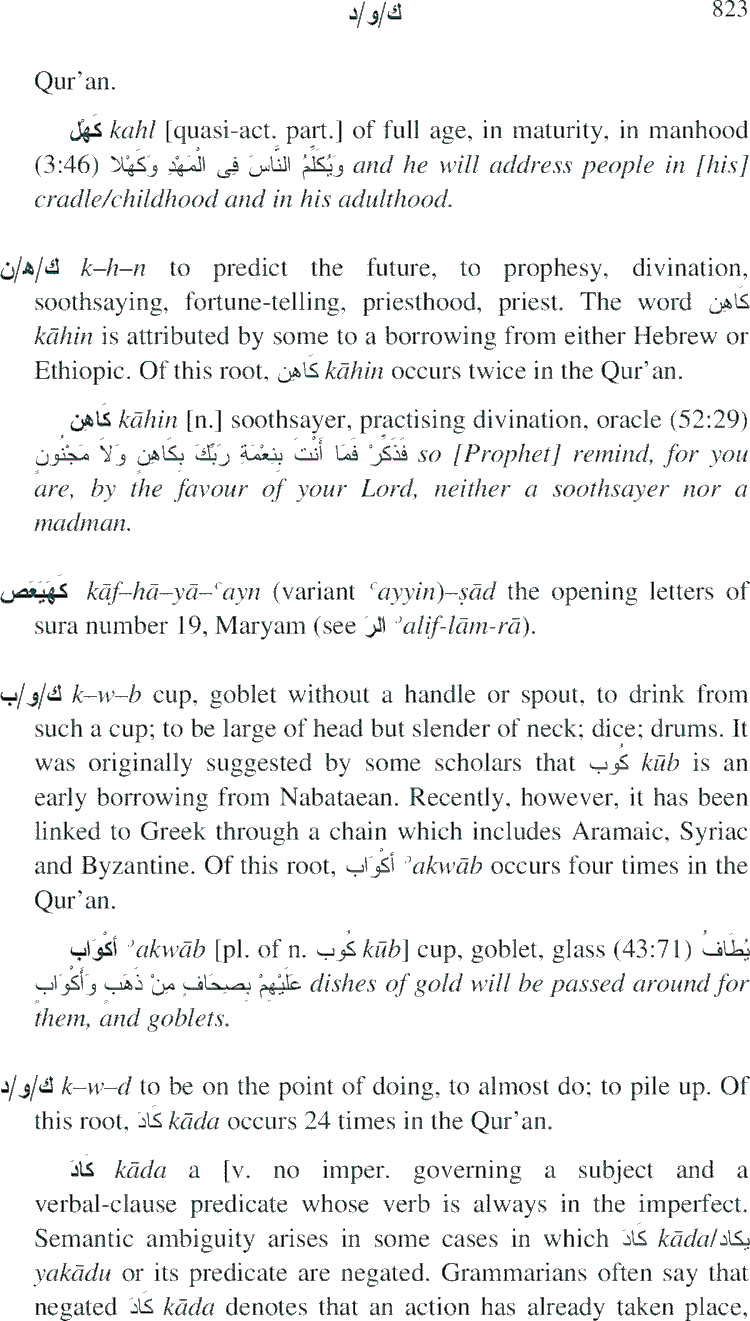 ك/و/د 823
Qur’an.
كَهْل kahl [quasi-act. part.] of full age, in maturity, in manhood
(3:46) وَيُكَلِّمُ النَّاسَ فِى الْمَهْدِ وَكَهْلا and he will address people in [his]
cradle/childhood and in his adulthood.
ك/ه/ن k–h–n to predict the future, to prophesy, divination,
soothsaying, fortune-telling, priesthood, priest. The word كَاهِن
kāhin is attributed by some to a borrowing from either Hebrew or
Ethiopic. Of this root, كَاهِن kāhin occurs twice in the Qur’an.
كَاهِن kāhin [n.] soothsayer, practising divination, oracle (52:29)
فَذَكِّرْ فَمَا أَنْتَ بِنِعْمَةِ رَبِّكَ بِكَاهِنٍ وَلاَ مَجْنُونٍ so [Prophet] remind, for you
are, by the favour of your Lord, neither a soothsayer nor a
madman.
كَهَيَعَص kāf–hā–yā–ʿayn (variant ʿayyin)–ṣād the opening letters of
sura number 19, Maryam (see الرَ ʾalif-lām-rā).
ك/و/ب k–w–b cup, goblet without a handle or spout, to drink from
such a cup; to be large of head but slender of neck; dice; drums. It
was originally suggested by some scholars that كُوب kūb is an
early borrowing from Nabataean. Recently, however, it has been
linked to Greek through a chain which includes Aramaic, Syriac
and Byzantine. Of this root, أَكْوَاب ʾakwāb occurs four times in the
Qur’an.
أَكْوَاب ʾakwāb [pl. of n. كُوب kūb] cup, goblet, glass (43:71) يُطَافُ
عَلَيْهِمْ بِصِحَافٍ مِنْ ذَهَبٍ وَأَكْوَابٍ dishes of gold will be passed around for
them, and goblets.
ك/و/د k–w–d to be on the point of doing, to almost do; to pile up. Of
this root, كَادَ kāda occurs 24 times in the Qur’an.
كَادَ kāda a [v. no imper. governing a subject and a
verbal-clause predicate whose verb is always in the imperfect.
Semantic ambiguity arises in some cases in which كَادَ kāda/يكاد
yakādu or its predicate are negated. Grammarians often say that
negated كَادَ kāda denotes that an action has already taken place,